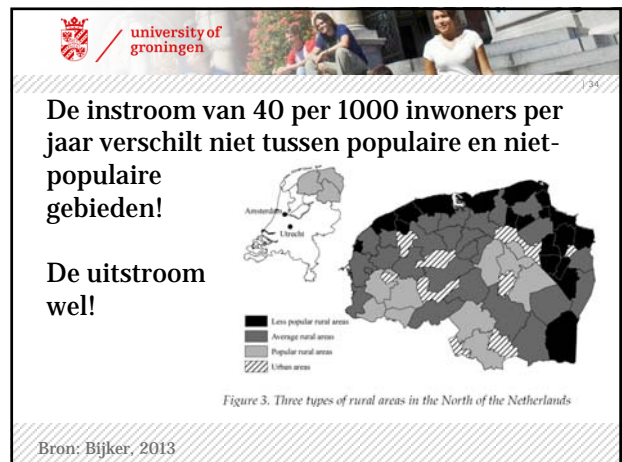 university of
groningen
| 34
De instroom van 40 per 1000 inwoners per
jaar verschilt niet tussen populaire en niet-
populaire
gebieden!
De uitstroom
wel!
Amsterdam
Utrecht
Less popular rural areas
Average rural areas
Popular rural areas
Urban areas
Figure 3. Three types of rural areas in the North of the Netherlands
Bron: Bijker, 2013